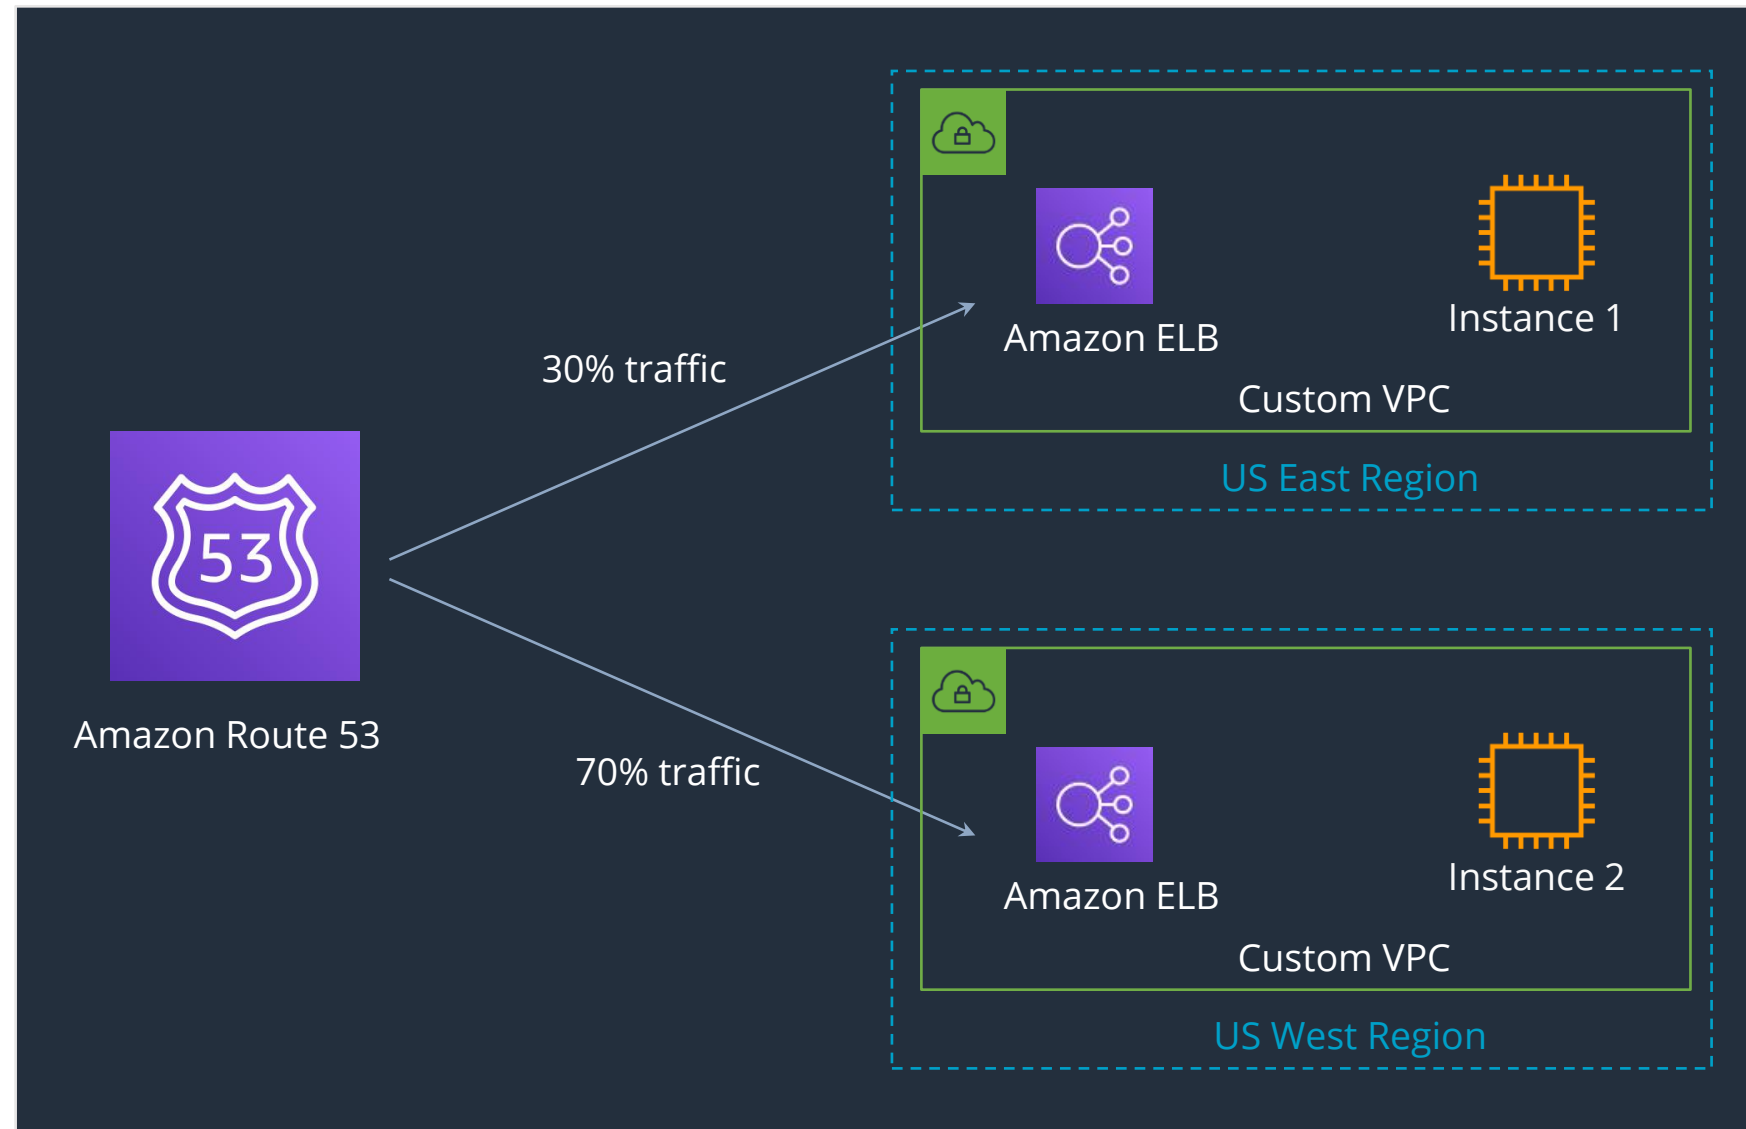 30% traffic
Amazon ELB
Instance 1
Custom VPC
US East Region
53
Amazon Route 53
70% traffic
Amazon ELB
Instance 2
Custom VPC
US West Region